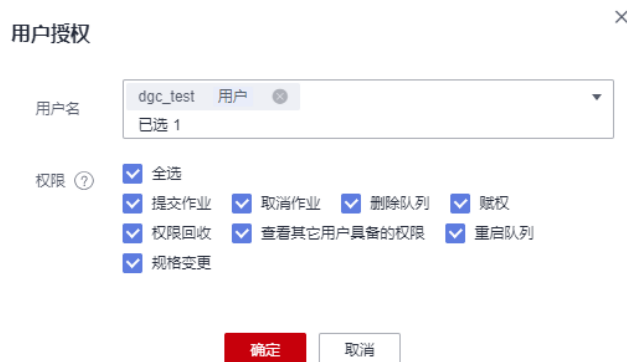 用户授权
用户名 dgc_test 用户
已选 1
权限 ? 全选
提交作业 取消作业 删除队列 赋权
权限回收 查看其它用户具备的权限 重启队列
规格变更
确定 取消